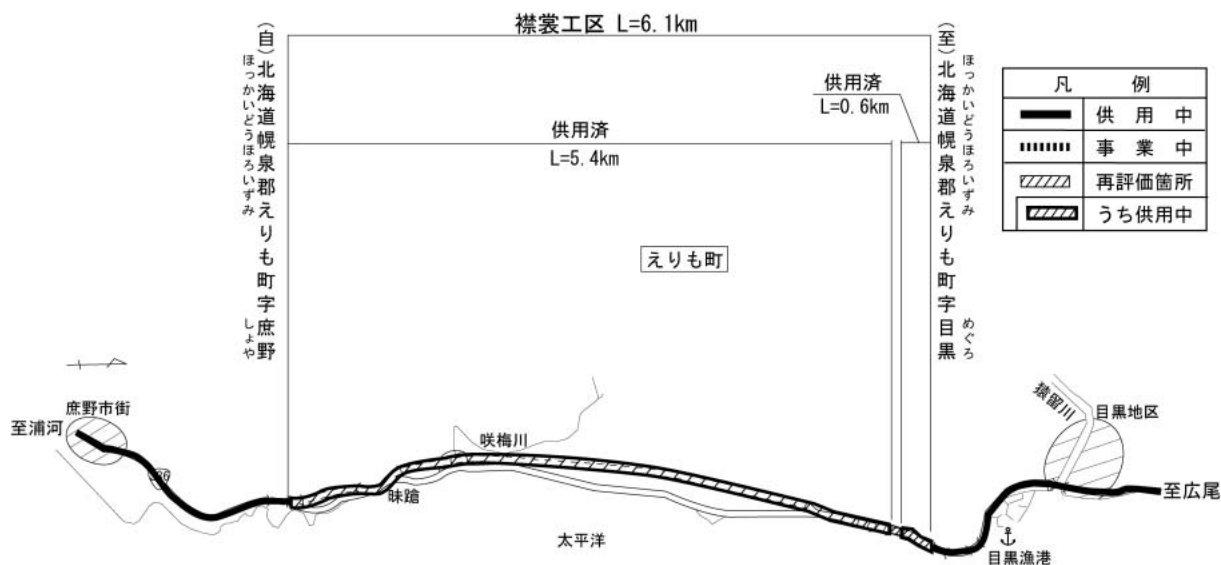 襟裳工区 L=6.1km
(自)北海道幌泉郡えりも町字庶野
ほっかいどうほろいずみ
しょや
(至)北海道幌泉郡えりも町字目黒
ほっかいどうほろいずみ
めぐろ
供用済
L=0.6km
供用済
L=5.4km
凡 例
供 用 中
事 業 中
再評価箇所
うち供用中
えりも町
庶野市街
至浦河
咲梅川
猿留川
目黒地区
至広尾
太平洋
目黒漁港